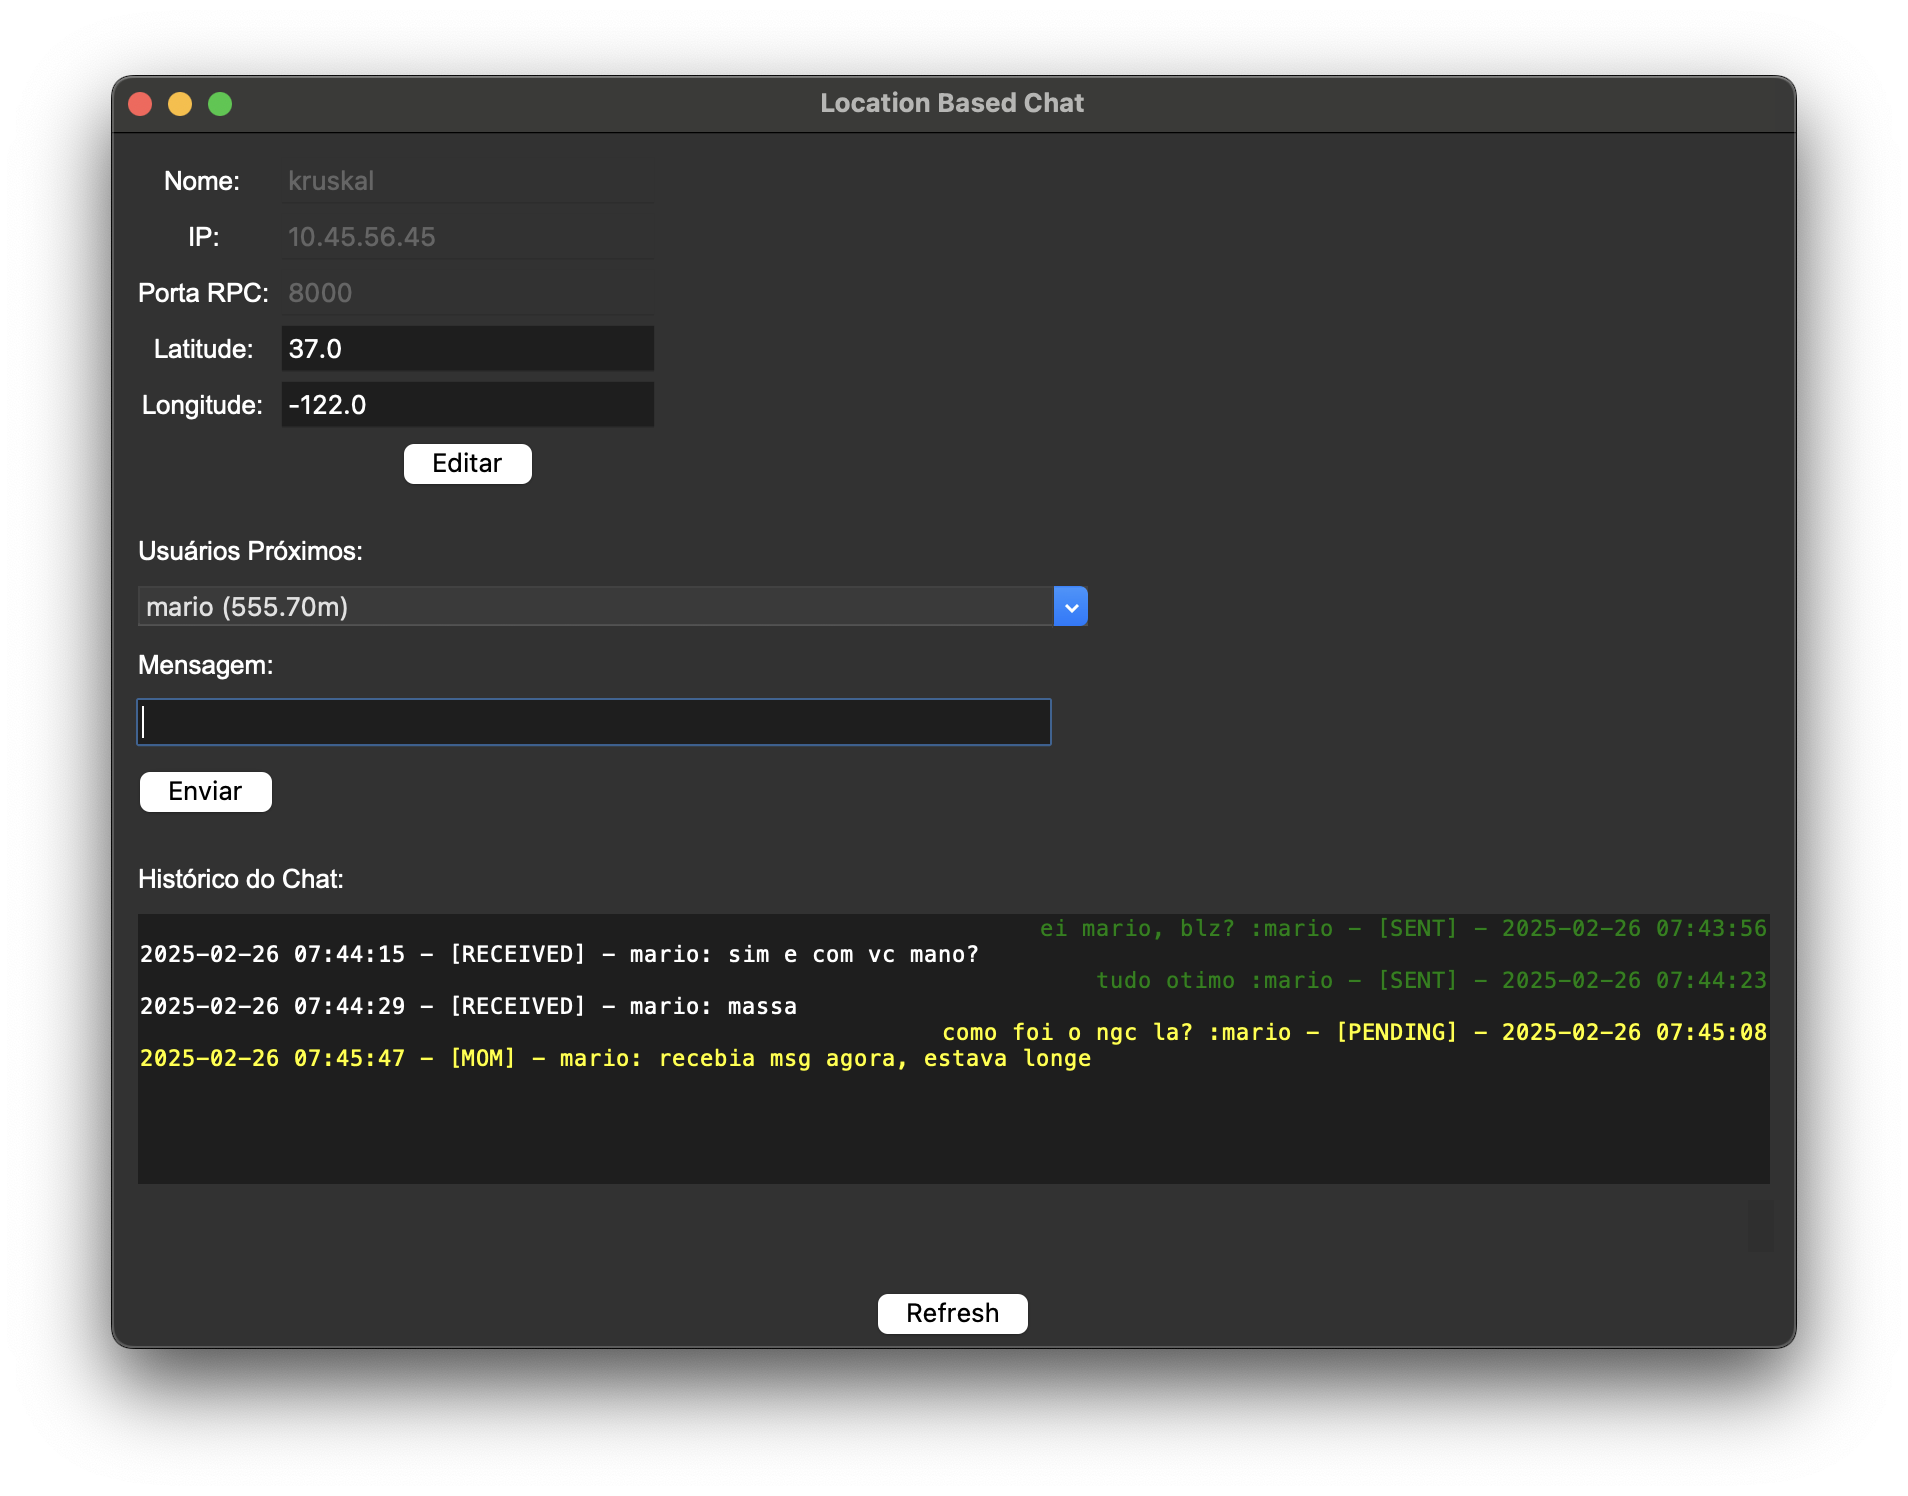 Location Based Chat
Nome: kruskal
IP: 10.45.56.45
Porta RPC: 8000
Latitude: 37.0
Longitude: -122.0
Editar
Usuários Próximos:
mario (555.70m)
Mensagem:
Enviar
Histórico do Chat:
ei mario, blz? :mario - [SENT] - 2025-02-26 07:43:56
2025-02-26 07:44:15 - [RECEIVED] - mario: sim e com vc mano?
tudo otimo :mario - [SENT] - 2025-02-26 07:44:23
2025-02-26 07:44:29 - [RECEIVED] - mario: massa
como foi o ngc la? :mario - [PENDING] - 2025-02-26 07:45:08
2025-02-26 07:45:47 - [MOM] - mario: recebia msg agora, estava longe
Refresh